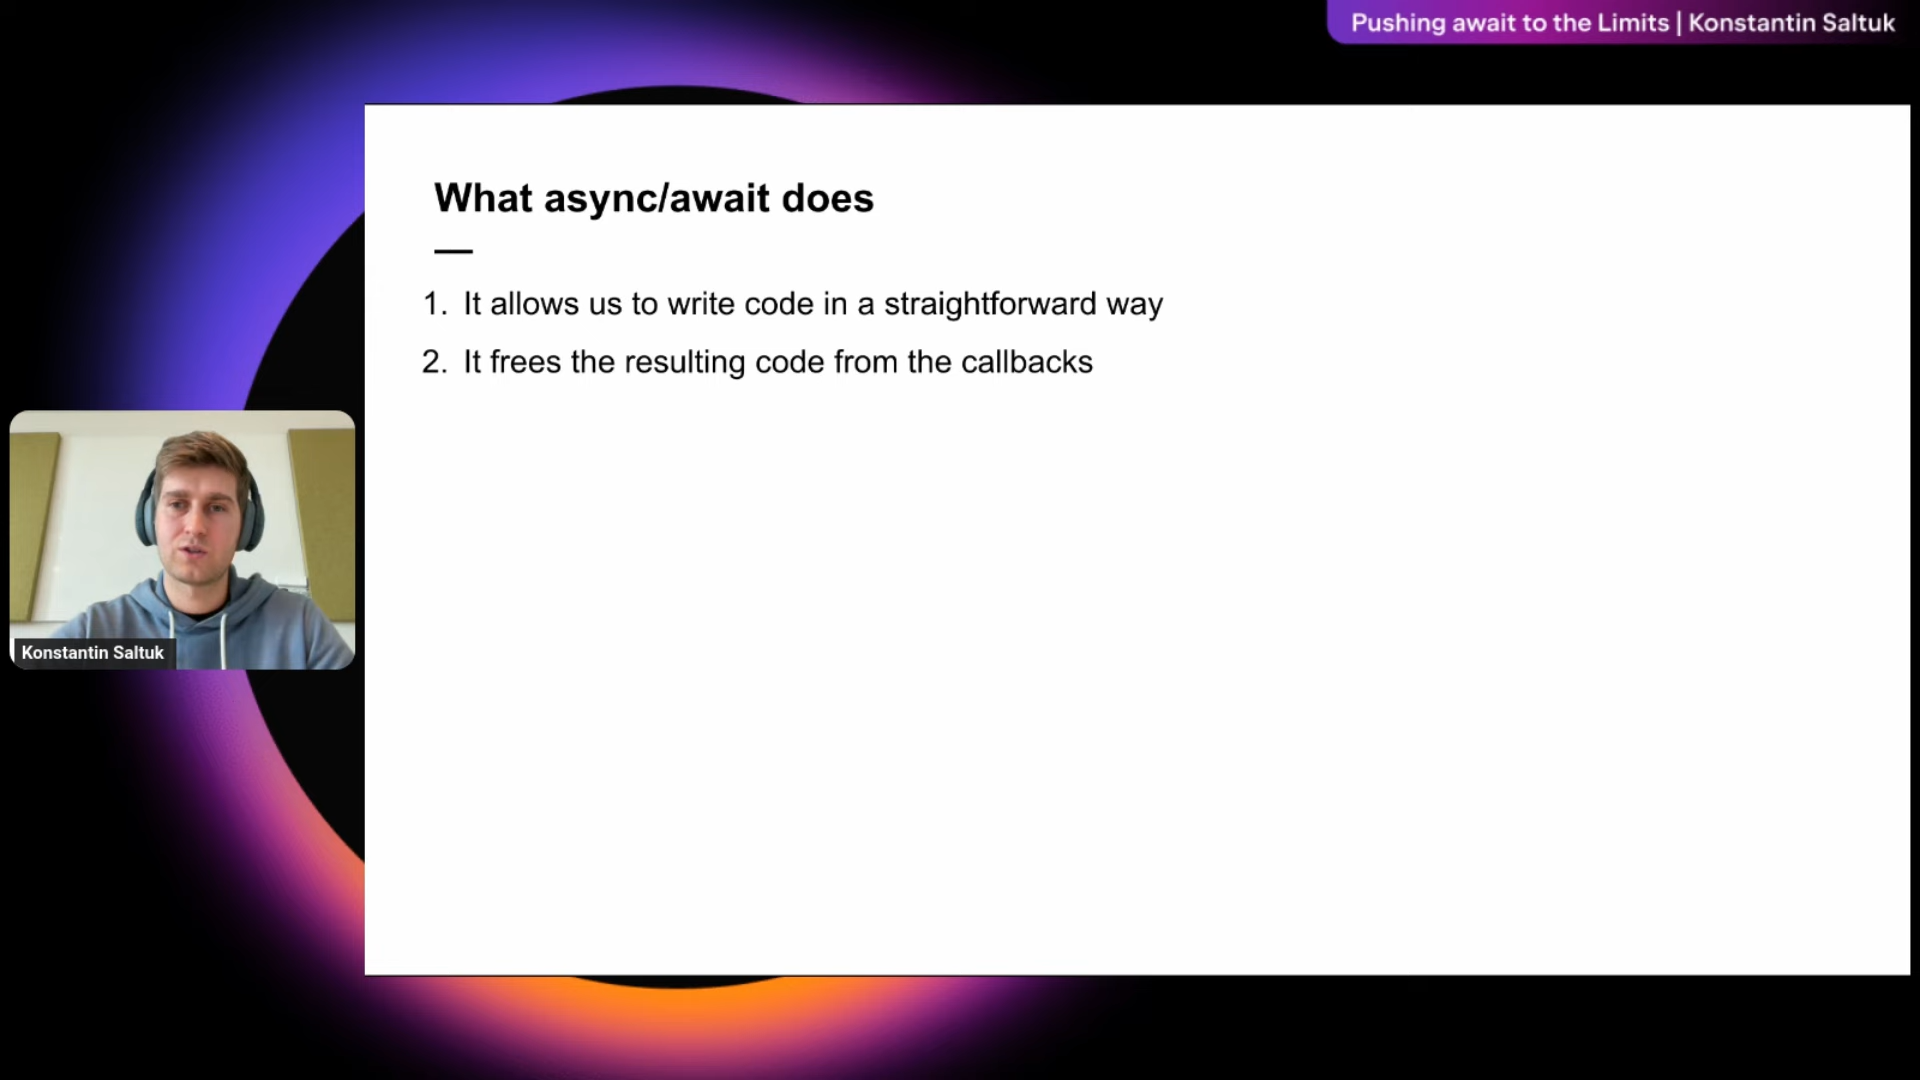 Pushing await to the Limits | Konstantin Saltuk
What async/await does
1. It allows us to write code in a straightforward way
2. It frees the resulting code from the callbacks
Konstantin Saltuk